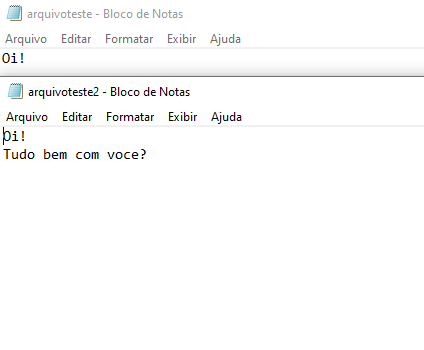 arquivoteste - Bloco de Notas
Arquivo Editar Formatar Exibir Ajuda
Oi!
arquivoteste2 - Bloco de Notas
Arquivo Editar Formatar Exibir Ajuda
Oi!
Tudo bem com voce?